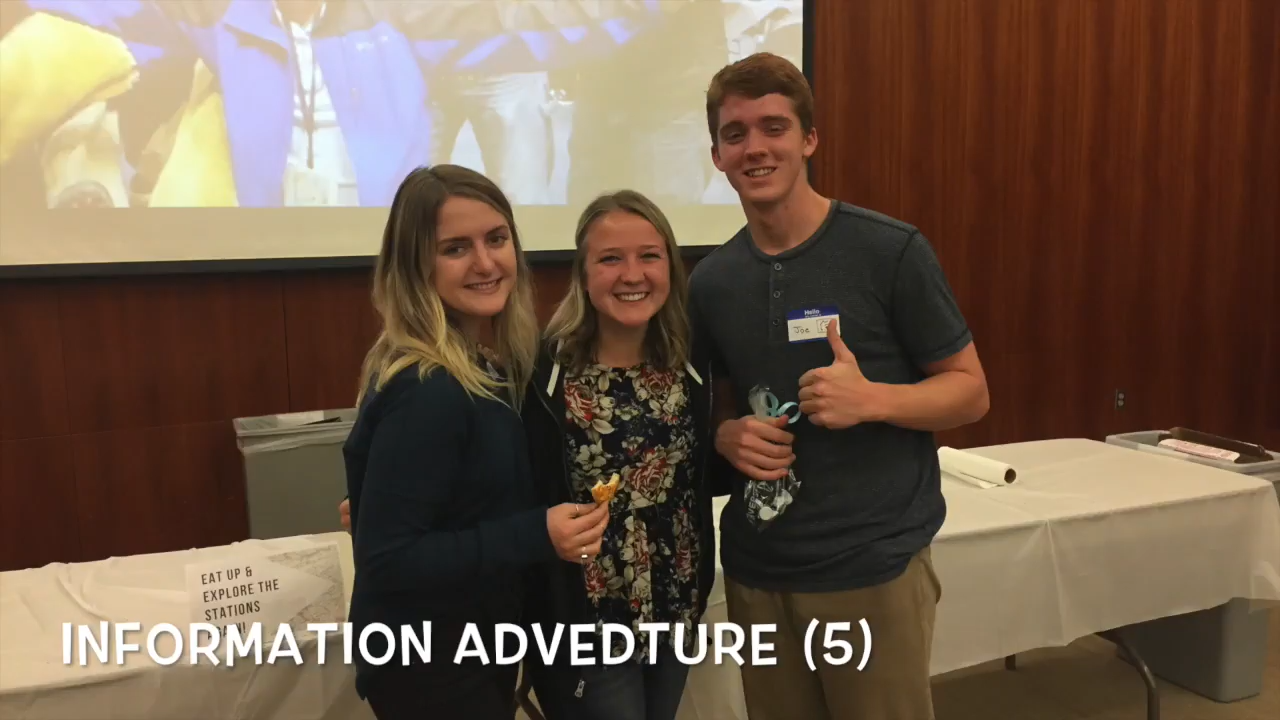 Hello
Joe
EAT UP &
EXPLORE THE
STATIONS
INFORMATION ADVEDTURE (5)